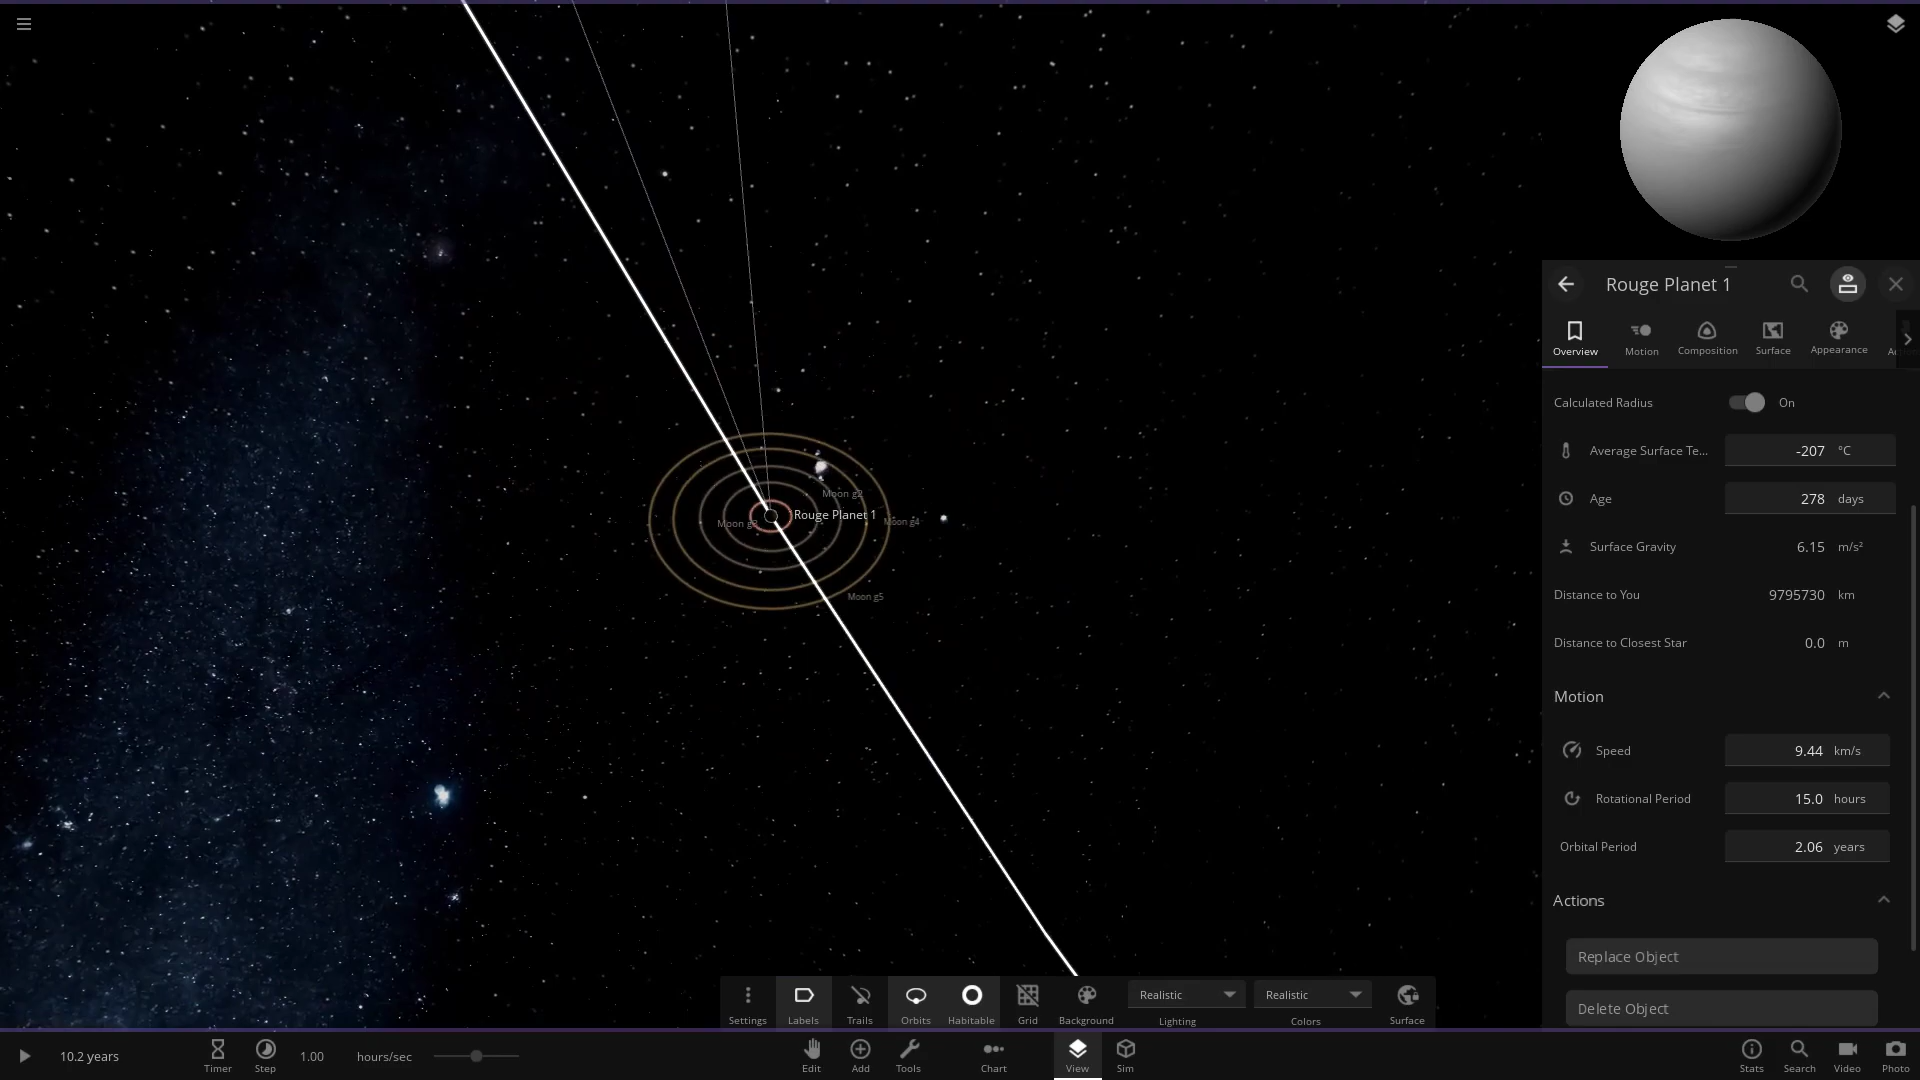 Rouge Planet 1
Overview
Motion
Composition
Surface
Appearance
Calculated Radius On
Average Surface Te... -207 °C
Age 278 days
Surface Gravity 6.15 m/s²
Distance to You 9795730 km
Distance to Closest Star 0.0 m
Motion
Speed 9.44 km/s
Rotational Period 15.0 hours
Orbital Period 2.06 years
Actions
Replace Object
Delete Object
Moon g2
Rouge Planet 1
Moon g4
Moon g5
Realistic Realistic
Settings Labels Trails Orbits Habitable Grid Background Lighting Colors Surface
10.2 years
Timer
Step
1.00 hours/sec
Edit
Add
Tools
Chart
View
Sim
Stats
Search
Video
Photo